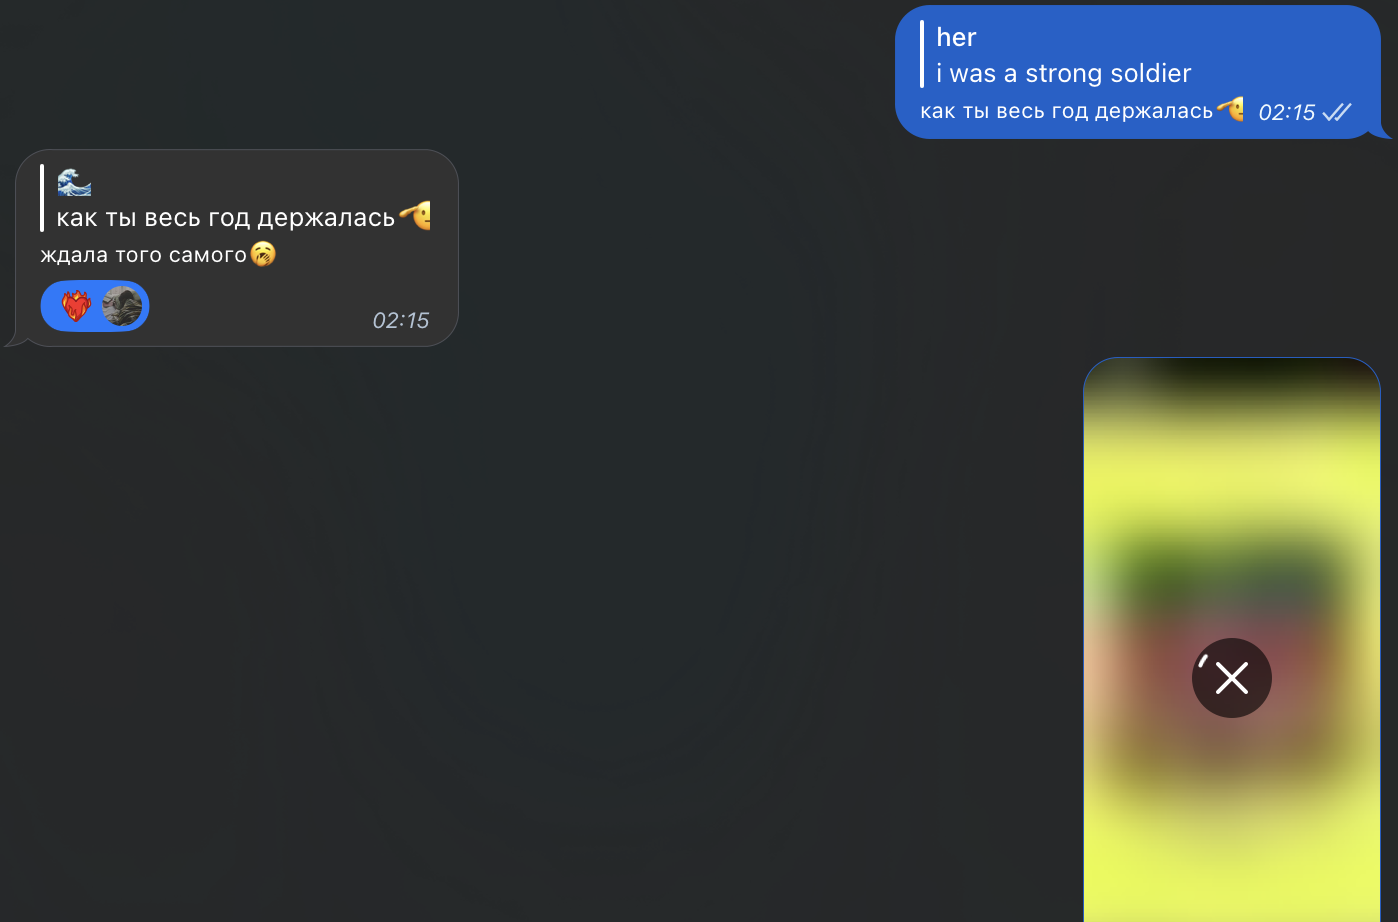 her
i was a strong soldier
как ты весь год держалась🫡 02:15
🌊
как ты весь год держалась🫡
ждала того самого🥱
❤️‍🔥
02:15